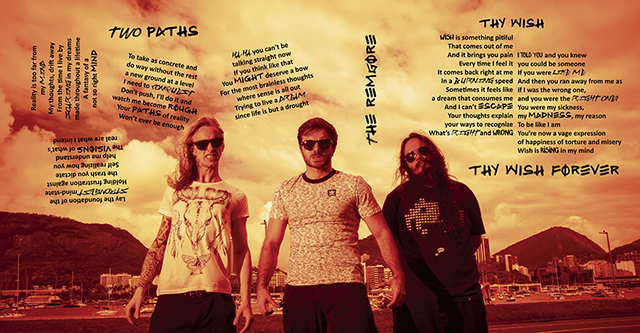 TWO PATHS
To take as concrete and
do way without the rest
a new ground at a level
I need to CONQUEST
Don't push, I'll do it and
watch me become ROUGH
Your PATHS of reality
Won't ever be enough
Reality is too far from
my MIND
My thoughts, drift away
from the time I live by
in my dreams
made throughout a lifetime
A fantasy of a
not so right MIND
Lay the foundation of the
STRONGEST mind-state
Holding frustration against
the trash you create
Self realizing how you
help me understand
The VISIONS of what's
are real what I intend
HA-HA you can't be
talking straight now
If you think like that
You MIGHT deserve a bow
For the most brainless thoughts
where sense is all out
Trying to live a DREAM
since life is but a drought
THE REMGORE
THY WISH
WISH is something pitiful
That comes out of me
And it brings you pain
Every time I feel it
It comes back right at me
In a speed
Sometimes it feels like
a dream that consumes me
And I can't ESCAPE
Your thoughts explain
your ways to recognize
What's RIGHT and WRONG
I TOLD YOU and you knew
you could be someone
If you were LIKE ME
And then you ran away from me as
if I was the wrong one,
and you were the RIGHT ONE!
You were my sickness,
my MADNESS, my reason
To be like I am
You're now a vague expression
of happiness of torture and misery
Wish is RISING in my mind
THY WISH FOREVER